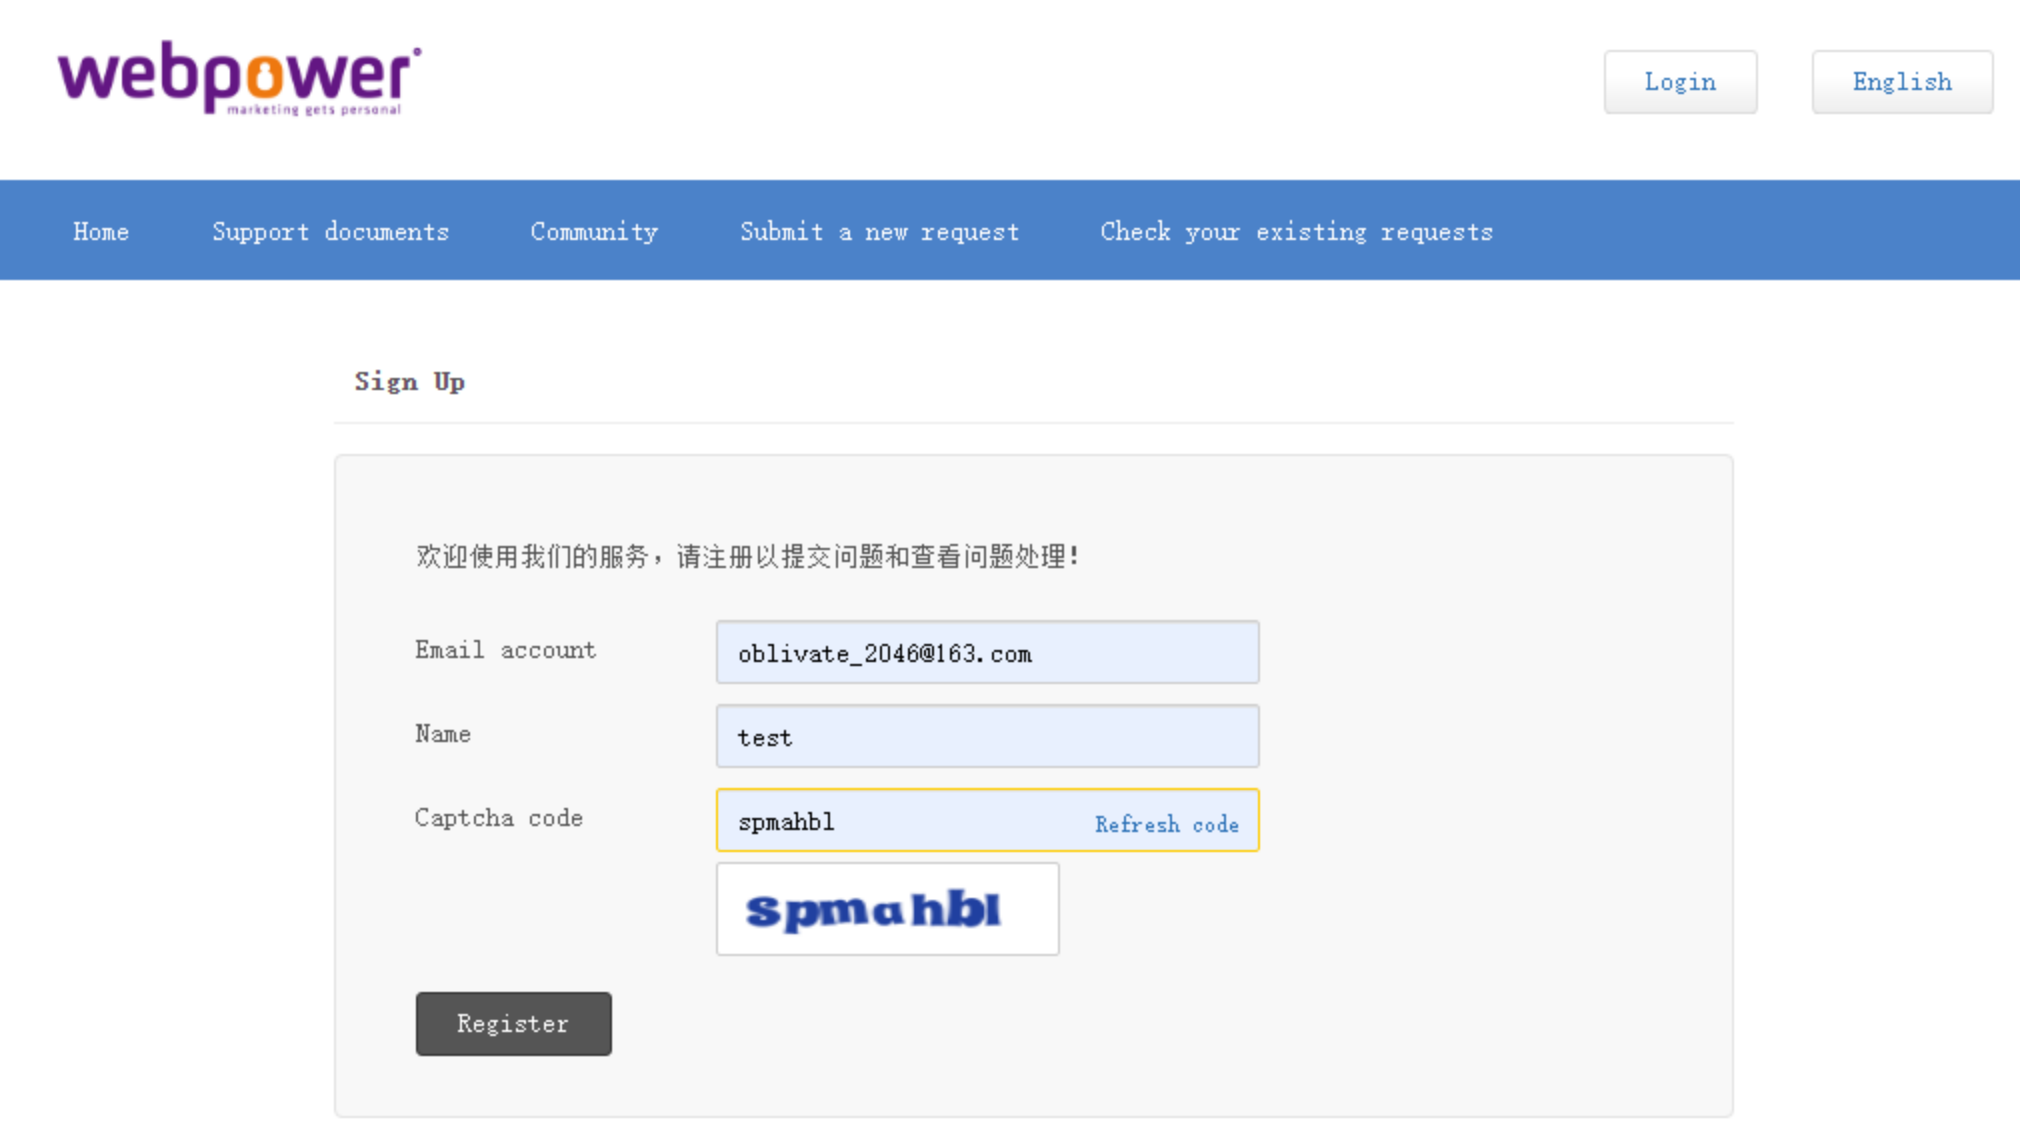 webpower
marketing gets personal
Login
English
Home
Support documents
Community
Submit a new request
Check your existing requests
Sign Up
欢迎使用我们的服务，请注册以提交问题和查看问题处理！
Email account
oblivate_2046@163.com
Name
test
Captcha code
spmahbl
Refresh code
spmahbl
Register